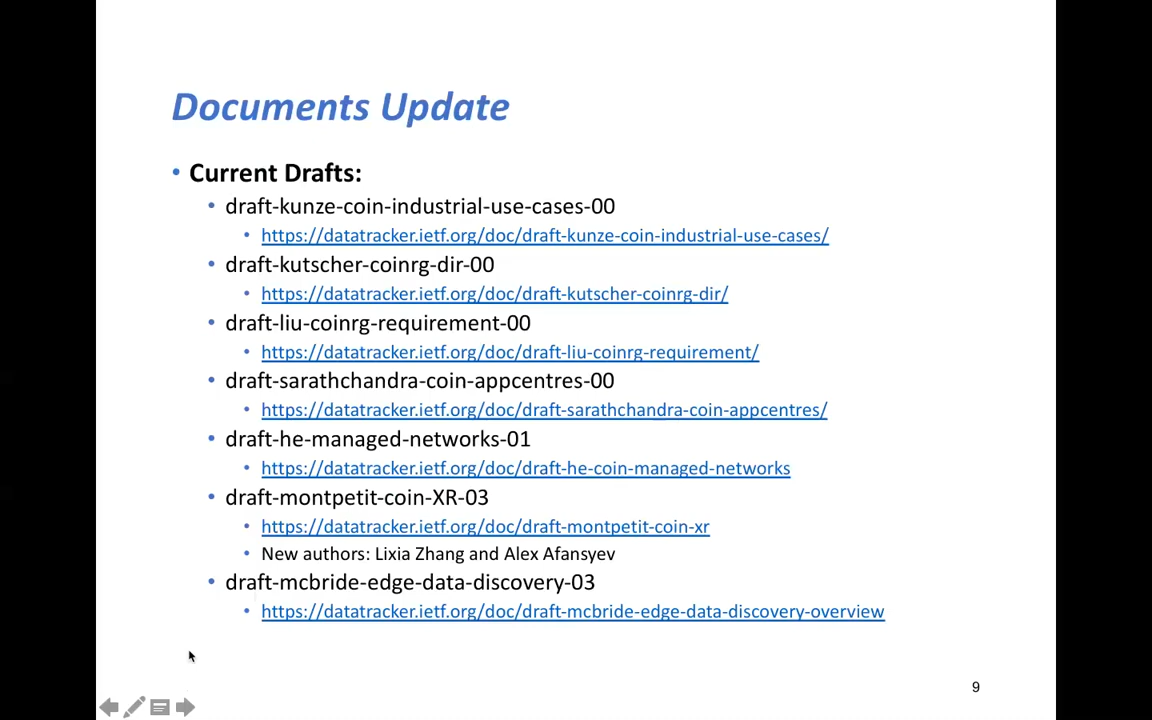 Documents Update
• Current Drafts:
• draft-kunze-coin-industrial-use-cases-00
• https://datatracker.ietf.org/doc/draft-kunze-coin-industrial-use-cases/
• draft-kutscher-coinrg-dir-00
• https://datatracker.ietf.org/doc/draft-kutscher-coinrg-dir/
• draft-liu-coinrg-requirement-00
• https://datatracker.ietf.org/doc/draft-liu-coinrg-requirement/
• draft-sarathchandra-coin-appcentres-00
• https://datatracker.ietf.org/doc/draft-sarathchandra-coin-appcentres/
• draft-he-managed-networks-01
• https://datatracker.ietf.org/doc/draft-he-coin-managed-networks
• draft-montpetit-coin-XR-03
• https://datatracker.ietf.org/doc/draft-montpetit-coin-xr
• New authors: Lixia Zhang and Alex Afansyev
• draft-mcbride-edge-data-discovery-03
• https://datatracker.ietf.org/doc/draft-mcbride-edge-data-discovery-overview
9